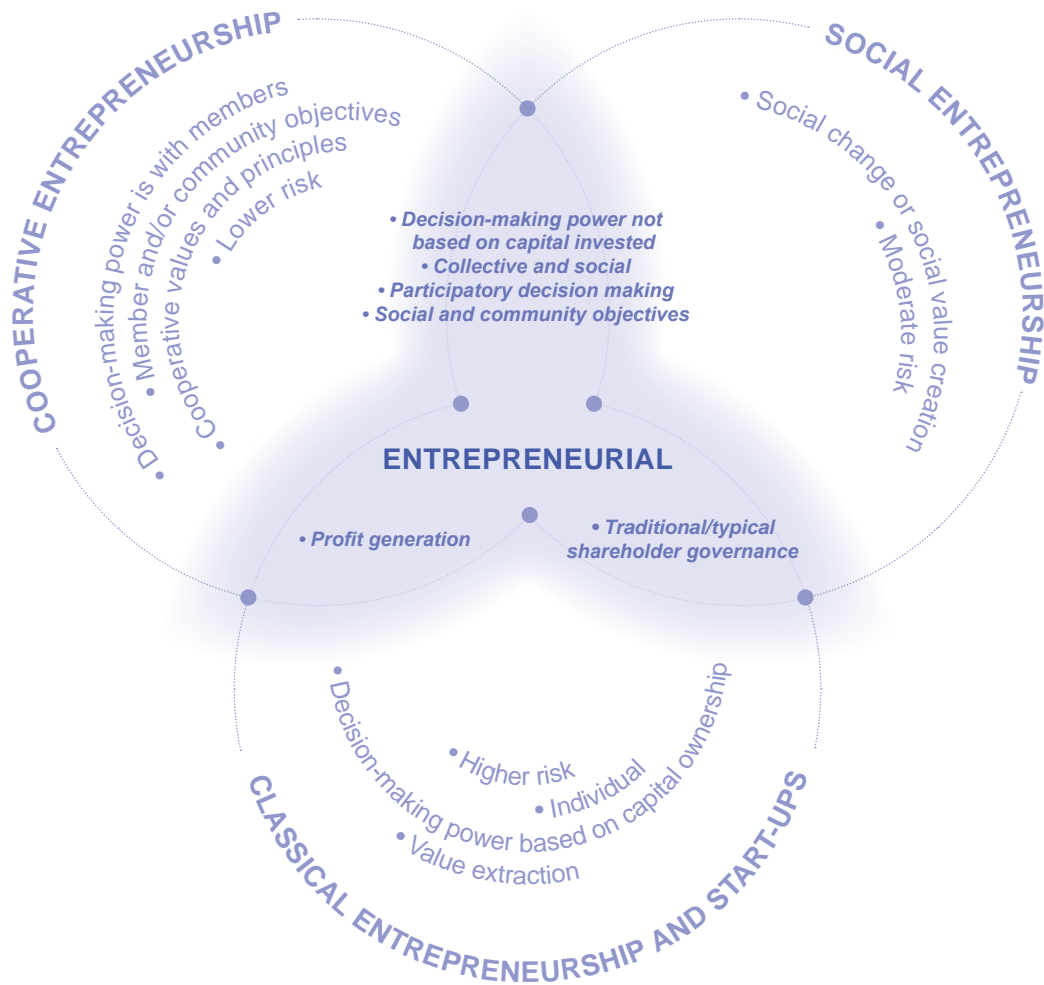 COOPERATIVE ENTREPRENEURSHIP
• Decision-making power is with members
• Member and/or community objectives
• Cooperative values and principles
• Lower risk
SOCIAL ENTREPRENEURSHIP
• Social change or social value creation
• Moderate risk
• Decision-making power not
based on capital invested
• Collective and social
• Participatory decision making
• Social and community objectives
ENTREPRENEURIAL
• Profit generation
• Traditional/typical
shareholder governance
• Decision-making power based on capital ownership
• Higher risk
• Individual
• Value extraction
CLASSICAL ENTREPRENEURSHIP AND START-UPS